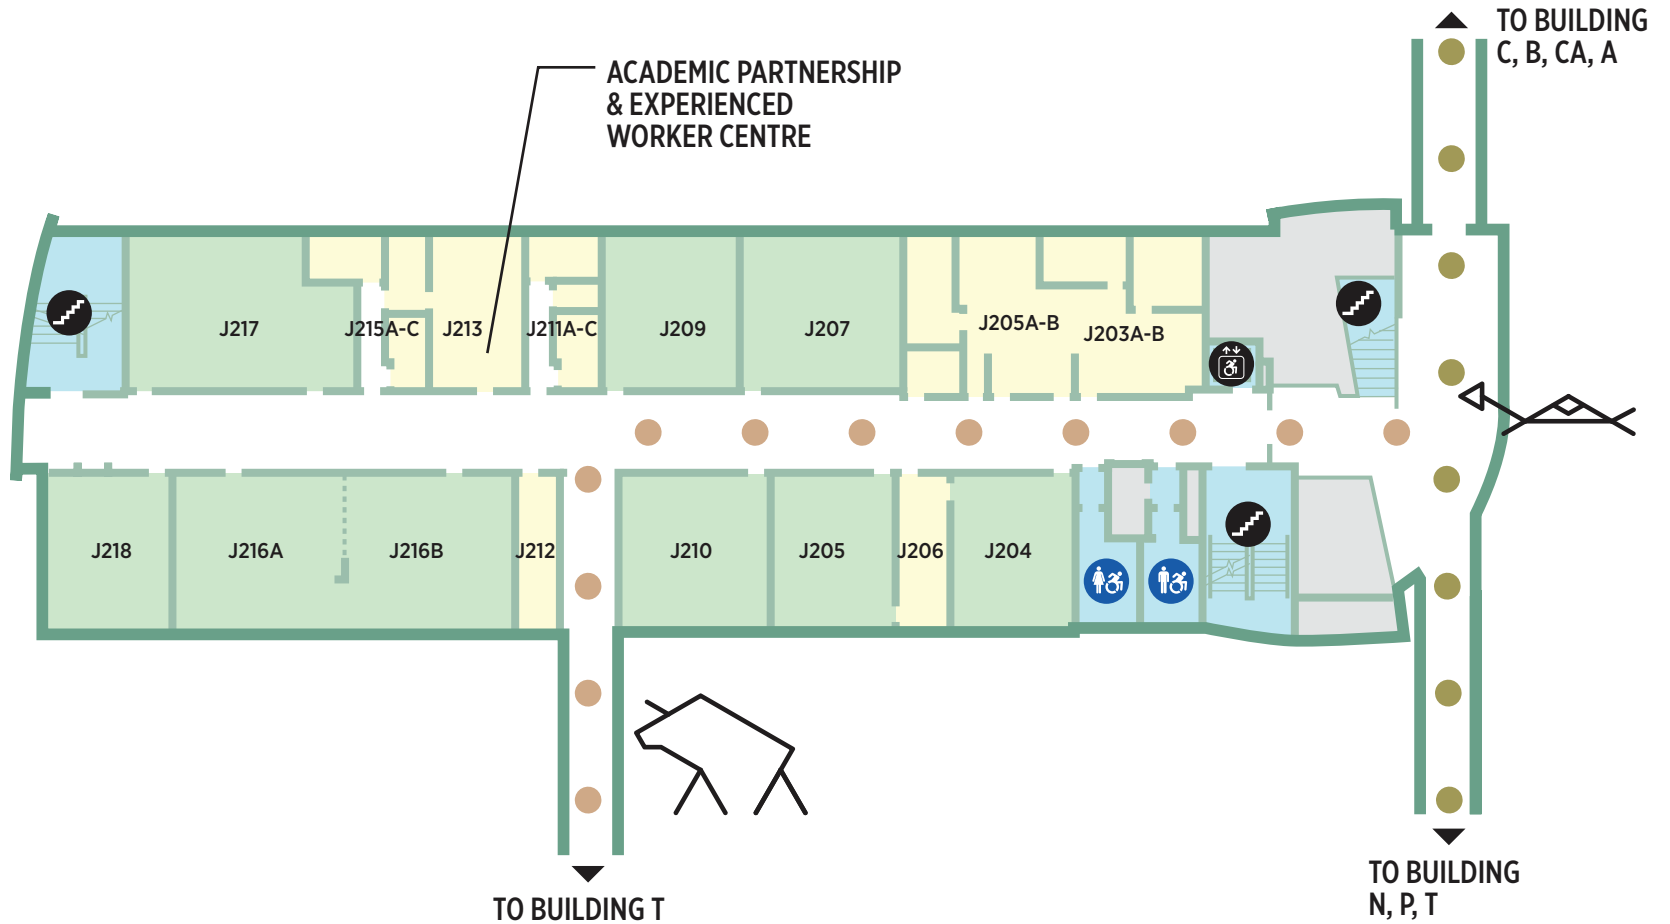 TO BUILDING
C, B, CA, A
ACADEMIC PARTNERSHIP
& EXPERIENCED
WORKER CENTRE
J217
J215A-C
J213
J211A-C
J209
J207
J205A-B
J203A-B
J218
J216A
J216B
J212
J210
J205
J206
J204
TO BUILDING
N, P, T
TO BUILDING T